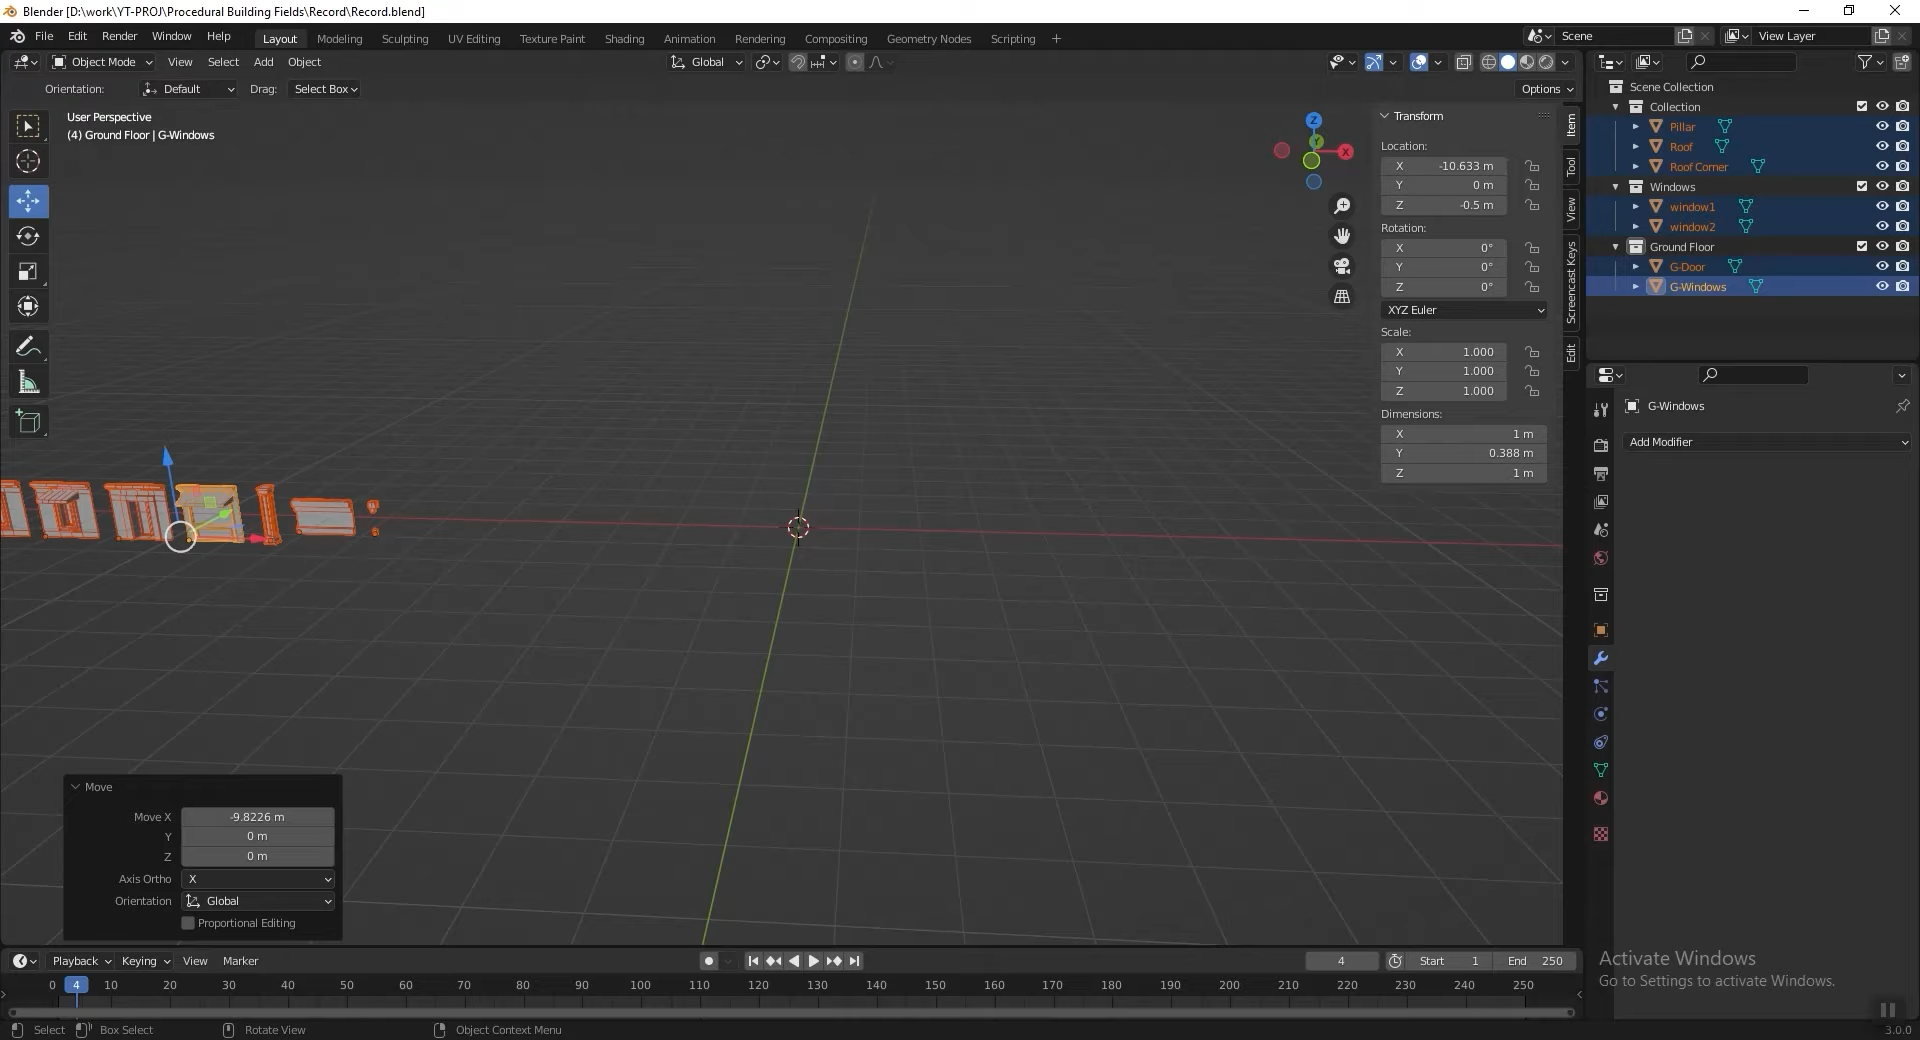 Blender [D:\work\YT-PROJ\Procedural Building Fields\Record\Record.blend]
File Edit Render Window Help Layout Modeling Sculpting UV Editing Texture Paint Shading Animation Rendering Compositing Geometry Nodes Scripting + Scene View Layer
Object Mode View Select Add Object Global
Orientation: Default Drag: Select Box Options
User Perspective
(4) Ground Floor | G-Windows
Z
Y
X
Transform
Location:
X -10.633 m
Y 0 m
Z -0.5 m
Rotation:
X 0°
Y 0°
Z 0°
XYZ Euler
Scale:
X 1.000
Y 1.000
Z 1.000
Dimensions:
X 1 m
Y 0.388 m
Z 1 m
Item
Tool
View
Screencast Keys
Edit
Scene Collection
Collection
Pillar
Roof
Roof Corner
Windows
window1
window2
Ground Floor
G-Door
G-Windows
G-Windows
Add Modifier
Move
Move X -9.8226 m
Y 0 m
Z 0 m
Axis Ortho X
Orientation Global
Proportional Editing
Playback Keying View Marker 4 Start 1 End 250
0 4 10 20 30 40 50 60 70 80 90 100 110 120 130 140 150 160 170 180 190 200 210 220 230 240 250
Activate Windows
Go to Settings to activate Windows.
Select Box Select Rotate View Object Context Menu 3.0.0